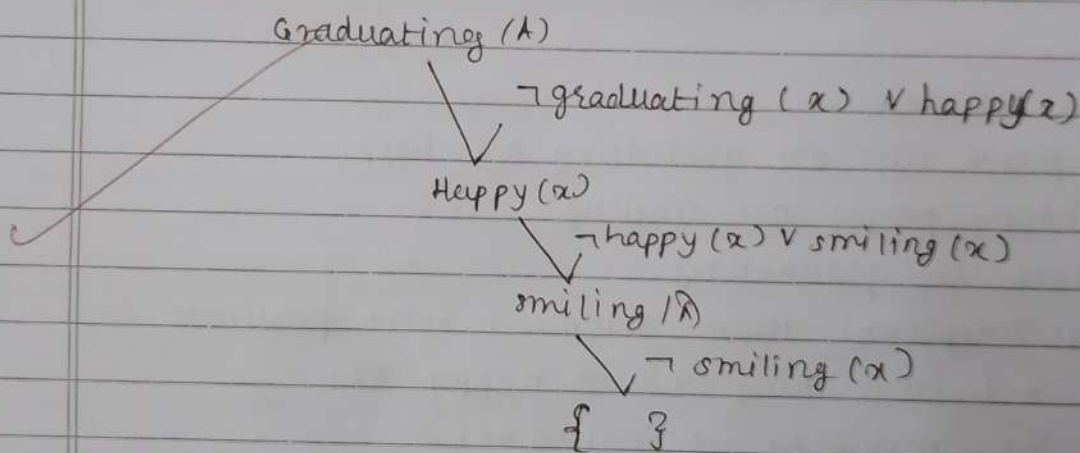 Graduating (A)
¬graduating (x) ∨ happy(x)
Happy (x)
¬happy (x) ∨ smiling (x)
smiling
¬ smiling (x)
{ }